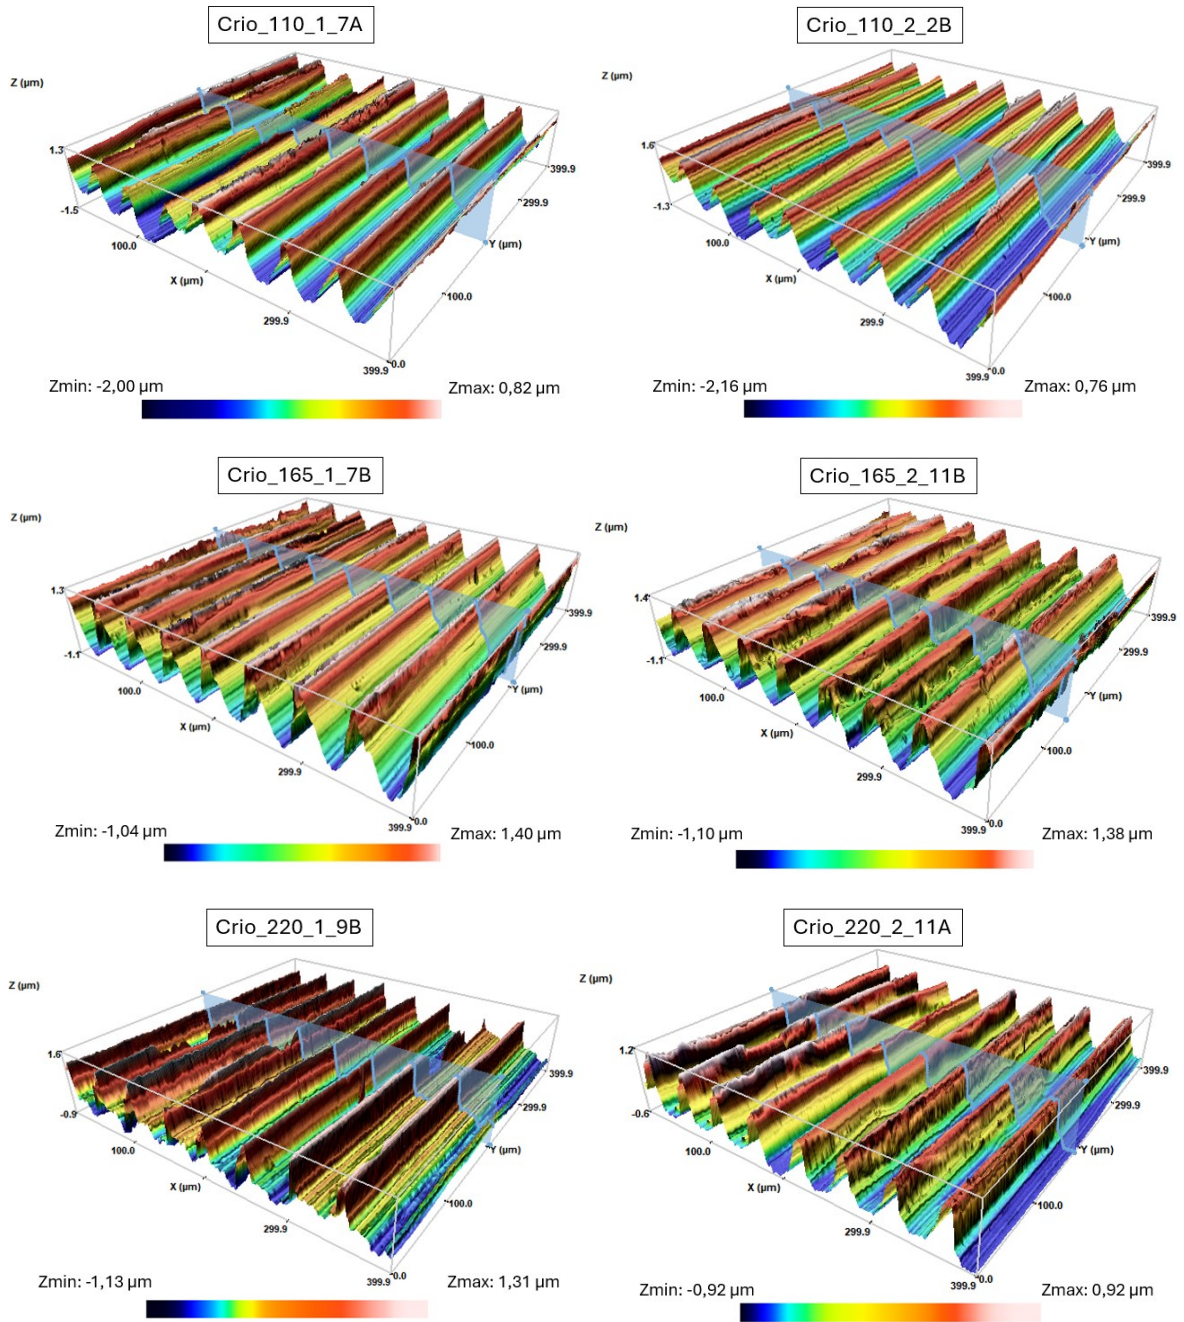 Crio_110_1_7A
Z (µm)
1.3
-1.5
100.0
X (µm)
299.9
399.9
0.0
100.0
Y (µm)
299.9
399.9
Zmin: -2,00 µm
Zmax: 0,82 µm
Crio_110_2_2B
Z (µm)
1.6
-1.3
100.0
X (µm)
299.9
399.9
0.0
100.0
Y (µm)
299.9
399.9
Zmin: -2,16 µm
Zmax: 0,76 µm
Crio_165_1_7B
Z (µm)
1.3
-1.1
100.0
X (µm)
299.9
399.9
0.0
100.0
Y (µm)
299.9
399.9
Zmin: -1,04 µm
Zmax: 1,40 µm
Crio_165_2_11B
Z (µm)
1.4
-1.1
100.0
X (µm)
299.9
399.9
0.0
100.0
Y (µm)
299.9
399.9
Zmin: -1,10 µm
Zmax: 1,38 µm
Crio_220_1_9B
Z (µm)
1.6
-0.9
100.0
X (µm)
299.9
399.9
0.0
100.0
Y (µm)
299.9
399.9
Zmin: -1,13 µm
Zmax: 1,31 µm
Crio_220_2_11A
Z (µm)
1.2
-0.6
100.0
X (µm)
299.9
399.9
0.0
100.0
Y (µm)
299.9
399.9
Zmin: -0,92 µm
Zmax: 0,92 µm